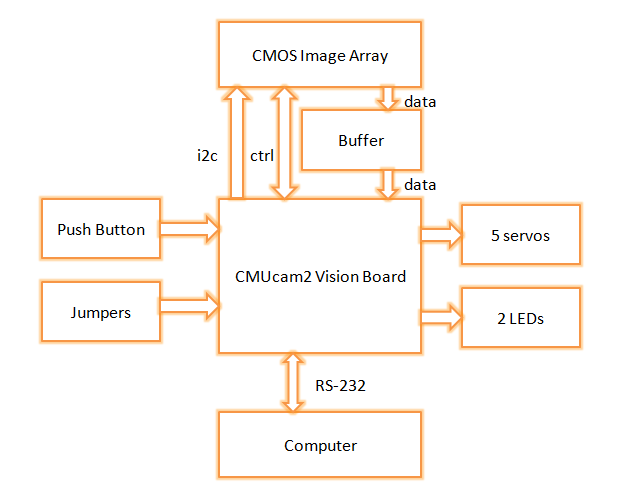 CMOS Image Array
data
Buffer
i2c
ctrl
data
Push Button
5 servos
CMUcam2 Vision Board
Jumpers
2 LEDs
RS-232
Computer